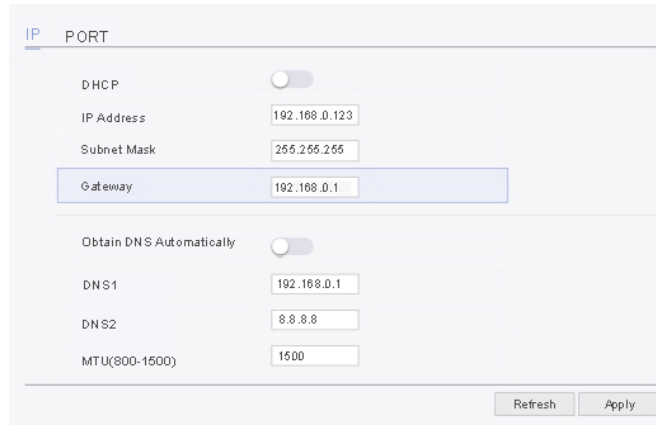 IP PORT
DHCP
IP Address 192.168.0.123
Subnet Mask 255.255.255
Gateway 192.168.0.1
Obtain DNS Automatically
DNS1 192.168.0.1
DNS2 8.8.8.8
MTU(800-1500) 1500
Refresh Apply